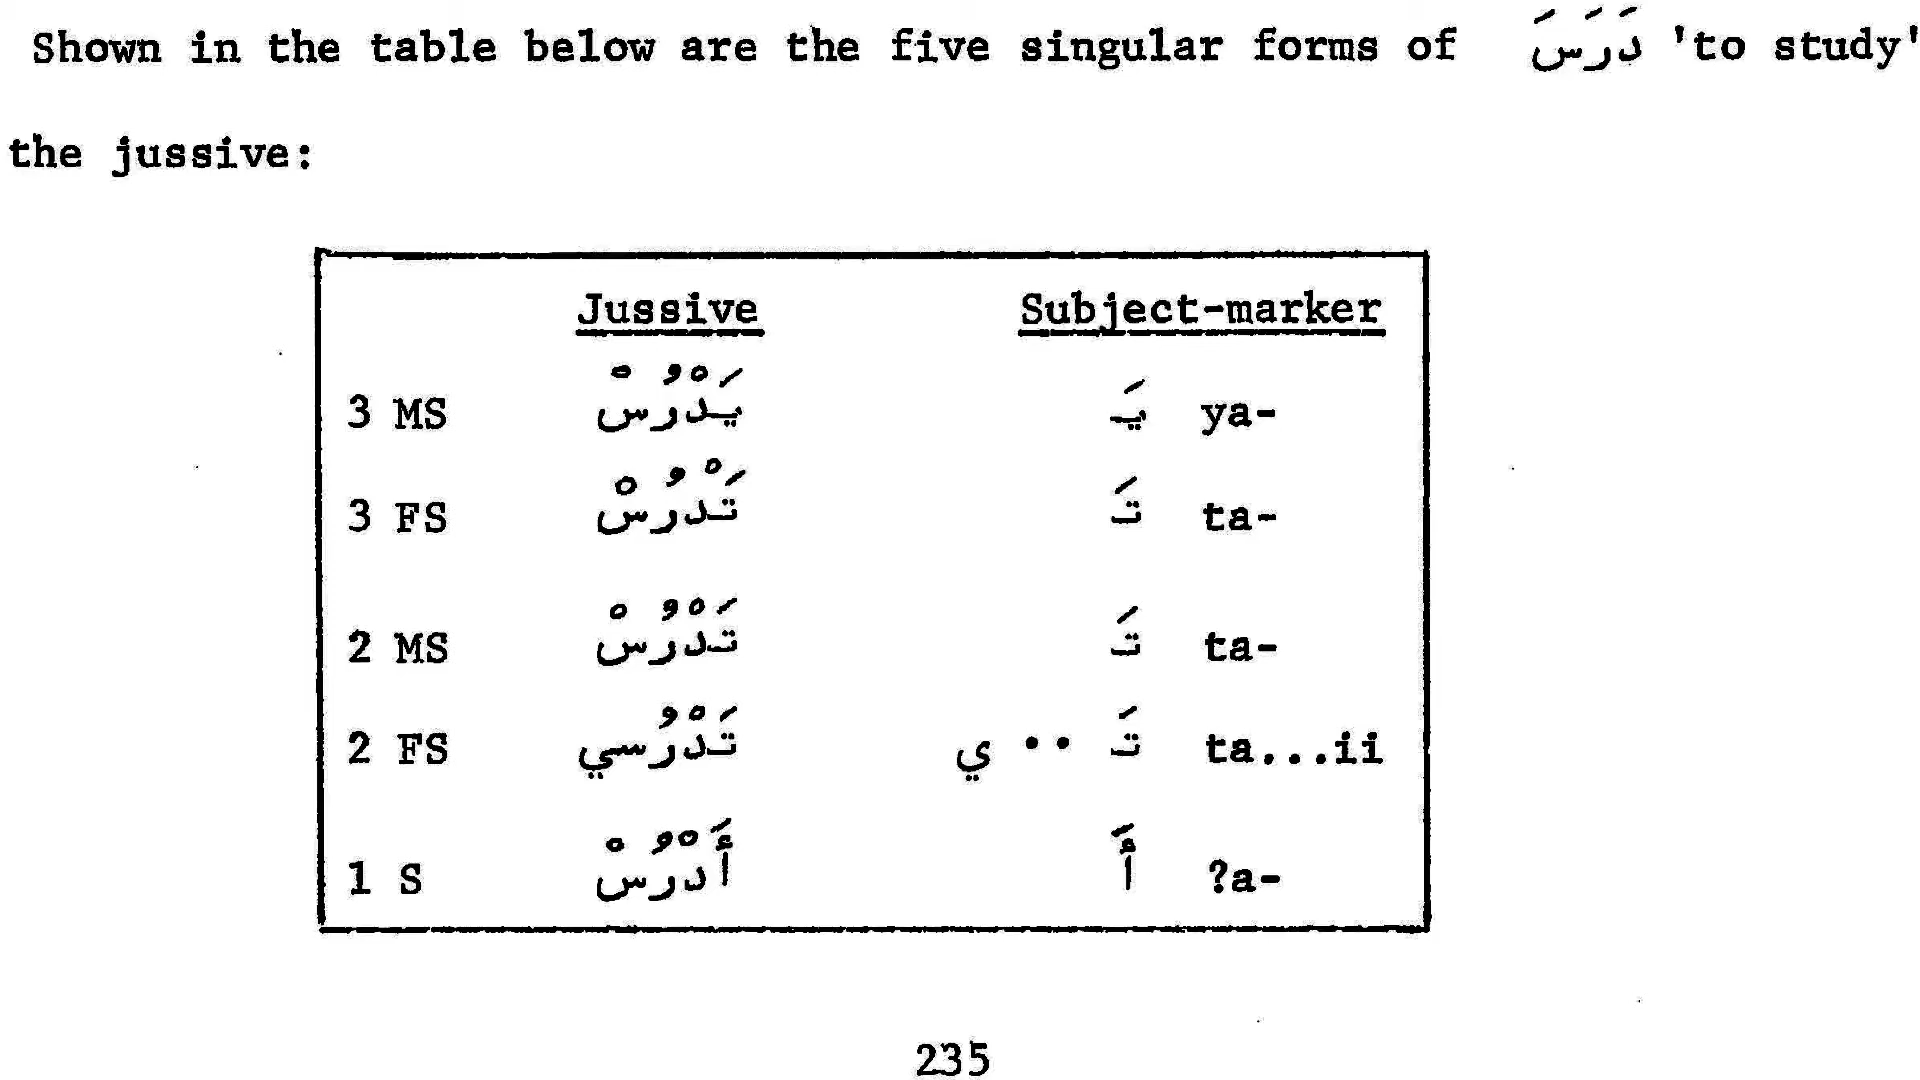 Shown in the table below are the five singular forms of دَرَسَ 'to study'
the jussive:
Jussive Subject-marker
3 MS يَدْرُسْ يَـ ya-
3 FS تَدْرُسْ تَـ ta-
2 MS تَدْرُسْ تَـ ta-
2 FS تَدْرُسي تَـ ·· ي ta...ii
1 S أَدْرُسْ أَ ?a-
235